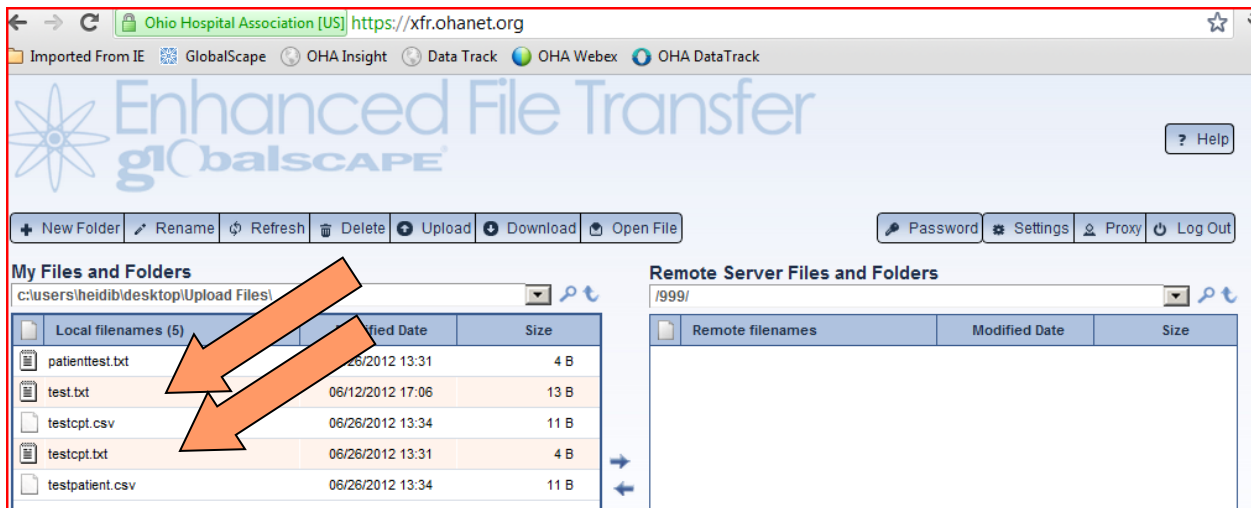 Ohio Hospital Association [US] https://xfr.ohanet.org
Imported From IE GlobalScape OHA Insight Data Track OHA Webex OHA DataTrack
Enhanced File Transfer
globalSCAPE®
? Help
New Folder Rename Refresh Delete Upload Download Open File Password Settings Proxy Log Out
My Files and Folders Remote Server Files and Folders
c:\users\heidib\desktop\Upload Files\ /999/
Local filenames (5) Date Size Remote filenames Modified Date Size
patienttest.txt 13:31 4 B
test.txt 06/12/2012 17:06 13 B
testcpt.csv 06/26/2012 13:34 11 B
testcpt.txt 06/26/2012 13:31 4 B
testpatient.csv 06/26/2012 13:34 11 B